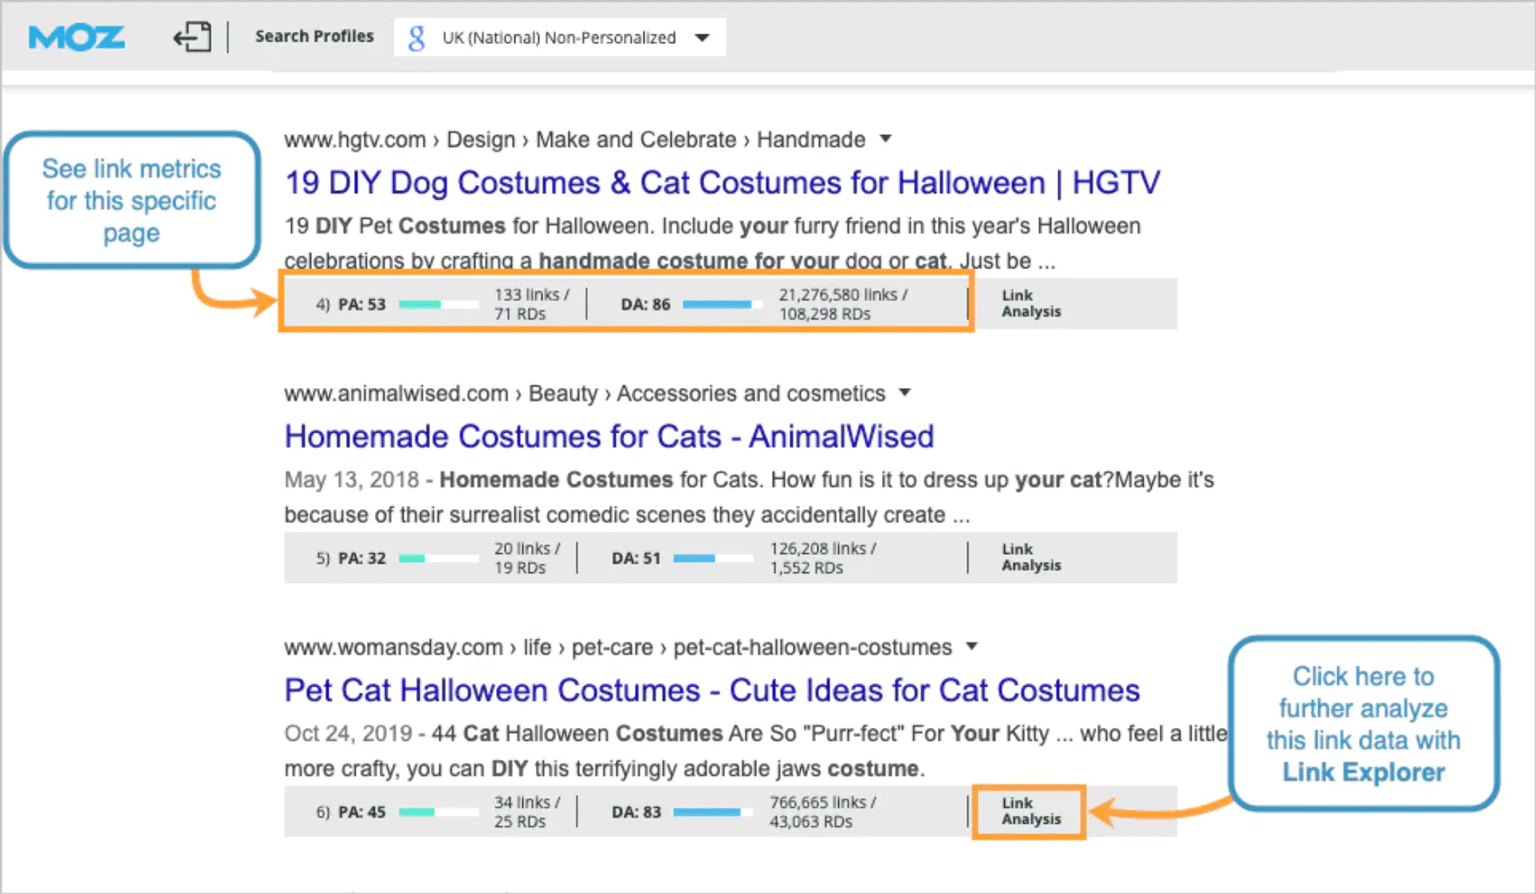 MOZ
Search Profiles
g UK (National) Non-Personalized
See link metrics
for this specific
page
www.hgtv.com › Design › Make and Celebrate › Handmade
19 DIY Dog Costumes & Cat Costumes for Halloween | HGTV
19 DIY Pet Costumes for Halloween. Include your furry friend in this year's Halloween
celebrations by crafting a handmade costume for your dog or cat. Just be ...
4) PA: 53 133 links / 71 RDs DA: 86 21,276,580 links / 108,298 RDs Link Analysis
www.animalwised.com › Beauty › Accessories and cosmetics
Homemade Costumes for Cats - AnimalWised
May 13, 2018 - Homemade Costumes for Cats. How fun is it to dress up your cat?Maybe it's
because of their surrealist comedic scenes they accidentally create ...
5) PA: 32 20 links / 19 RDs DA: 51 126,208 links / 1,552 RDs Link Analysis
www.womansday.com › life › pet-care › pet-cat-halloween-costumes
Pet Cat Halloween Costumes - Cute Ideas for Cat Costumes
Oct 24, 2019 - 44 Cat Halloween Costumes Are So "Purr-fect" For Your Kitty ... who feel a little
more crafty, you can DIY this terrifyingly adorable jaws costume.
6) PA: 45 34 links / 25 RDs DA: 83 766,665 links / 43,063 RDs Link Analysis
Click here to
further analyze
this link data with
Link Explorer